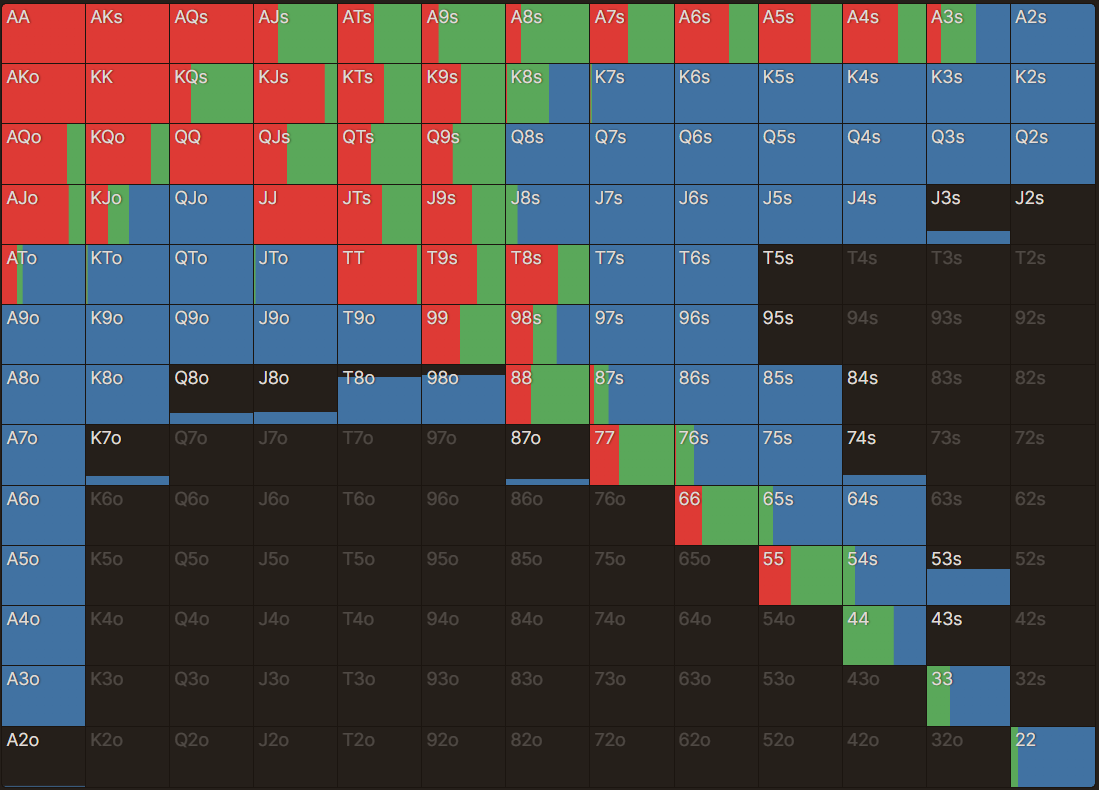 AA AKs AQs AJs ATs A9s A8s A7s A6s A5s A4s A3s A2s
AKo KK KQs KJs KTs K9s K8s K7s K6s K5s K4s K3s K2s
AQo KQo QQ QJs QTs Q9s Q8s Q7s Q6s Q5s Q4s Q3s Q2s
AJo KJo QJo JJ JTs J9s J8s J7s J6s J5s J4s J3s J2s
ATo KTo QTo JTo TT T9s T8s T7s T6s T5s T4s T3s T2s
A9o K9o Q9o J9o T9o 99 98s 97s 96s 95s 94s 93s 92s
A8o K8o Q8o J8o T8o 98o 88 87s 86s 85s 84s 83s 82s
A7o K7o Q7o J7o T7o 97o 87o 77 76s 75s 74s 73s 72s
A6o K6o Q6o J6o T6o 96o 86o 76o 66 65s 64s 63s 62s
A5o K5o Q5o J5o T5o 95o 85o 75o 65o 55 54s 53s 52s
A4o K4o Q4o J4o T4o 94o 84o 74o 64o 54o 44 43s 42s
A3o K3o Q3o J3o T3o 93o 83o 73o 63o 53o 43o 33 32s
A2o K2o Q2o J2o T2o 92o 82o 72o 62o 52o 42o 32o 22